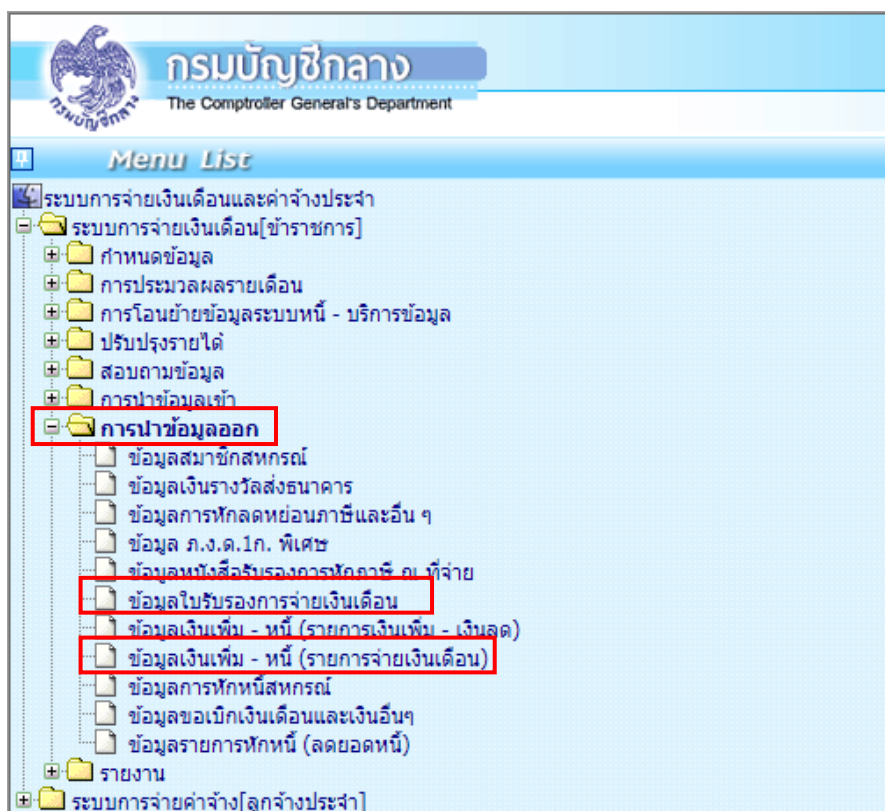 กรมบัญชีกลาง
The Comptroller General's Department
กรมบัญชีกลาง
Menu List
ระบบการจ่ายเงินเดือนและค่าจ้างประจำ
ระบบการจ่ายเงินเดือน[ข้าราชการ]
กำหนดข้อมูล
การประมวลผลรายเดือน
การโอนย้ายข้อมูลระบบหนี้ - บริการข้อมูล
ปรับปรุงรายได้
สอบถามข้อมูล
การนำข้อมูลเข้า
การนำข้อมูลออก
ข้อมูลสมาชิกสหกรณ์
ข้อมูลเงินรางวัลส่งธนาคาร
ข้อมูลการหักลดหย่อนภาษีและอื่น ๆ
ข้อมูล ภ.ง.ด.1ก. พิเศษ
ข้อมูลหนังสือรับรองการหักภาษี ณ ที่จ่าย
ข้อมูลใบรับรองการจ่ายเงินเดือน
ข้อมูลเงินเพิ่ม - หนี้ (รายการเงินเพิ่ม - เงินลด)
ข้อมูลเงินเพิ่ม - หนี้ (รายการจ่ายเงินเดือน)
ข้อมูลการหักหนี้สหกรณ์
ข้อมูลขอเบิกเงินเดือนและเงินอื่นๆ
ข้อมูลรายการหักหนี้ (ลดยอดหนี้)
รายงาน
ระบบการจ่ายค่าจ้าง[ลูกจ้างประจำ]